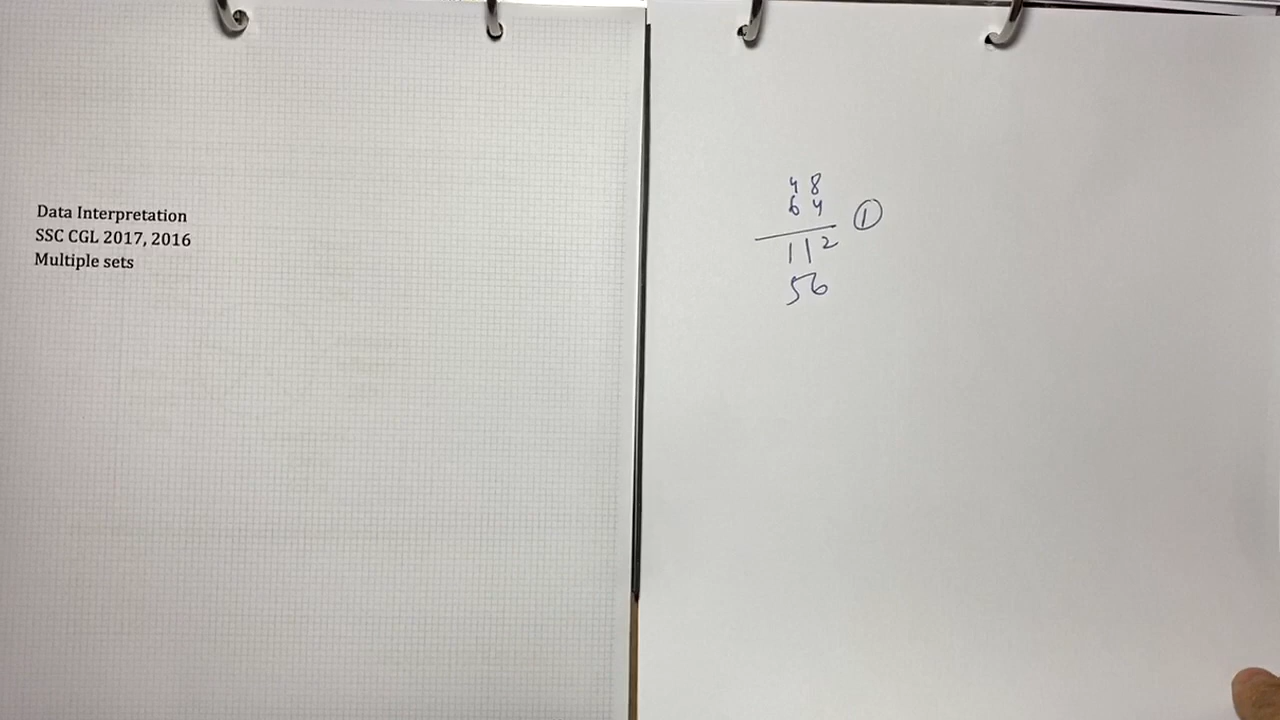 Data Interpretation
SSC CGL 2017, 2016
Multiple sets
48
64 ①
112
56